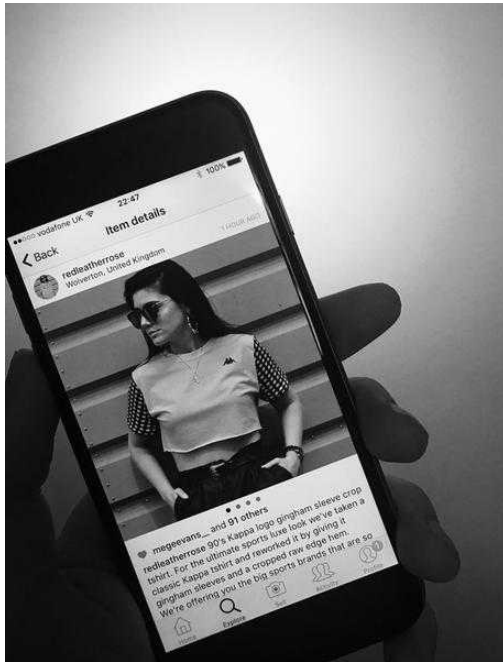 vodafone UK 22:47 100%
Back Item details
1 HOUR AGO
redleatherrose
Wolverton, United Kingdom
megeevans__ and 91 others
redleatherrose 90's Kappa logo gingham sleeve crop
tshirt. For the ultimate sports luxe look we've taken a
classic Kappa tshirt and reworked it by giving it
gingham sleeves and a cropped raw edge hem.
We're offering you the big sports brands that are so
Home Explore Sell Activity Profile
1